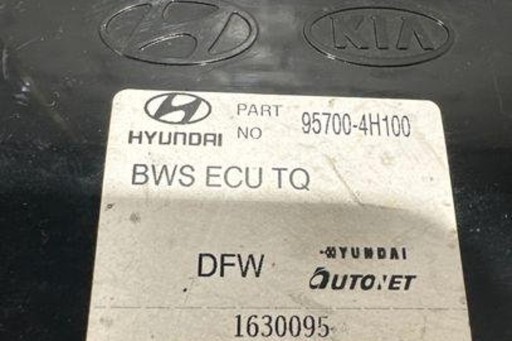 KIA
PART NO 95700-4H100
HYUNDAI
BWS ECU TQ
DFW
HYUNDAI
AUTONET
1630095